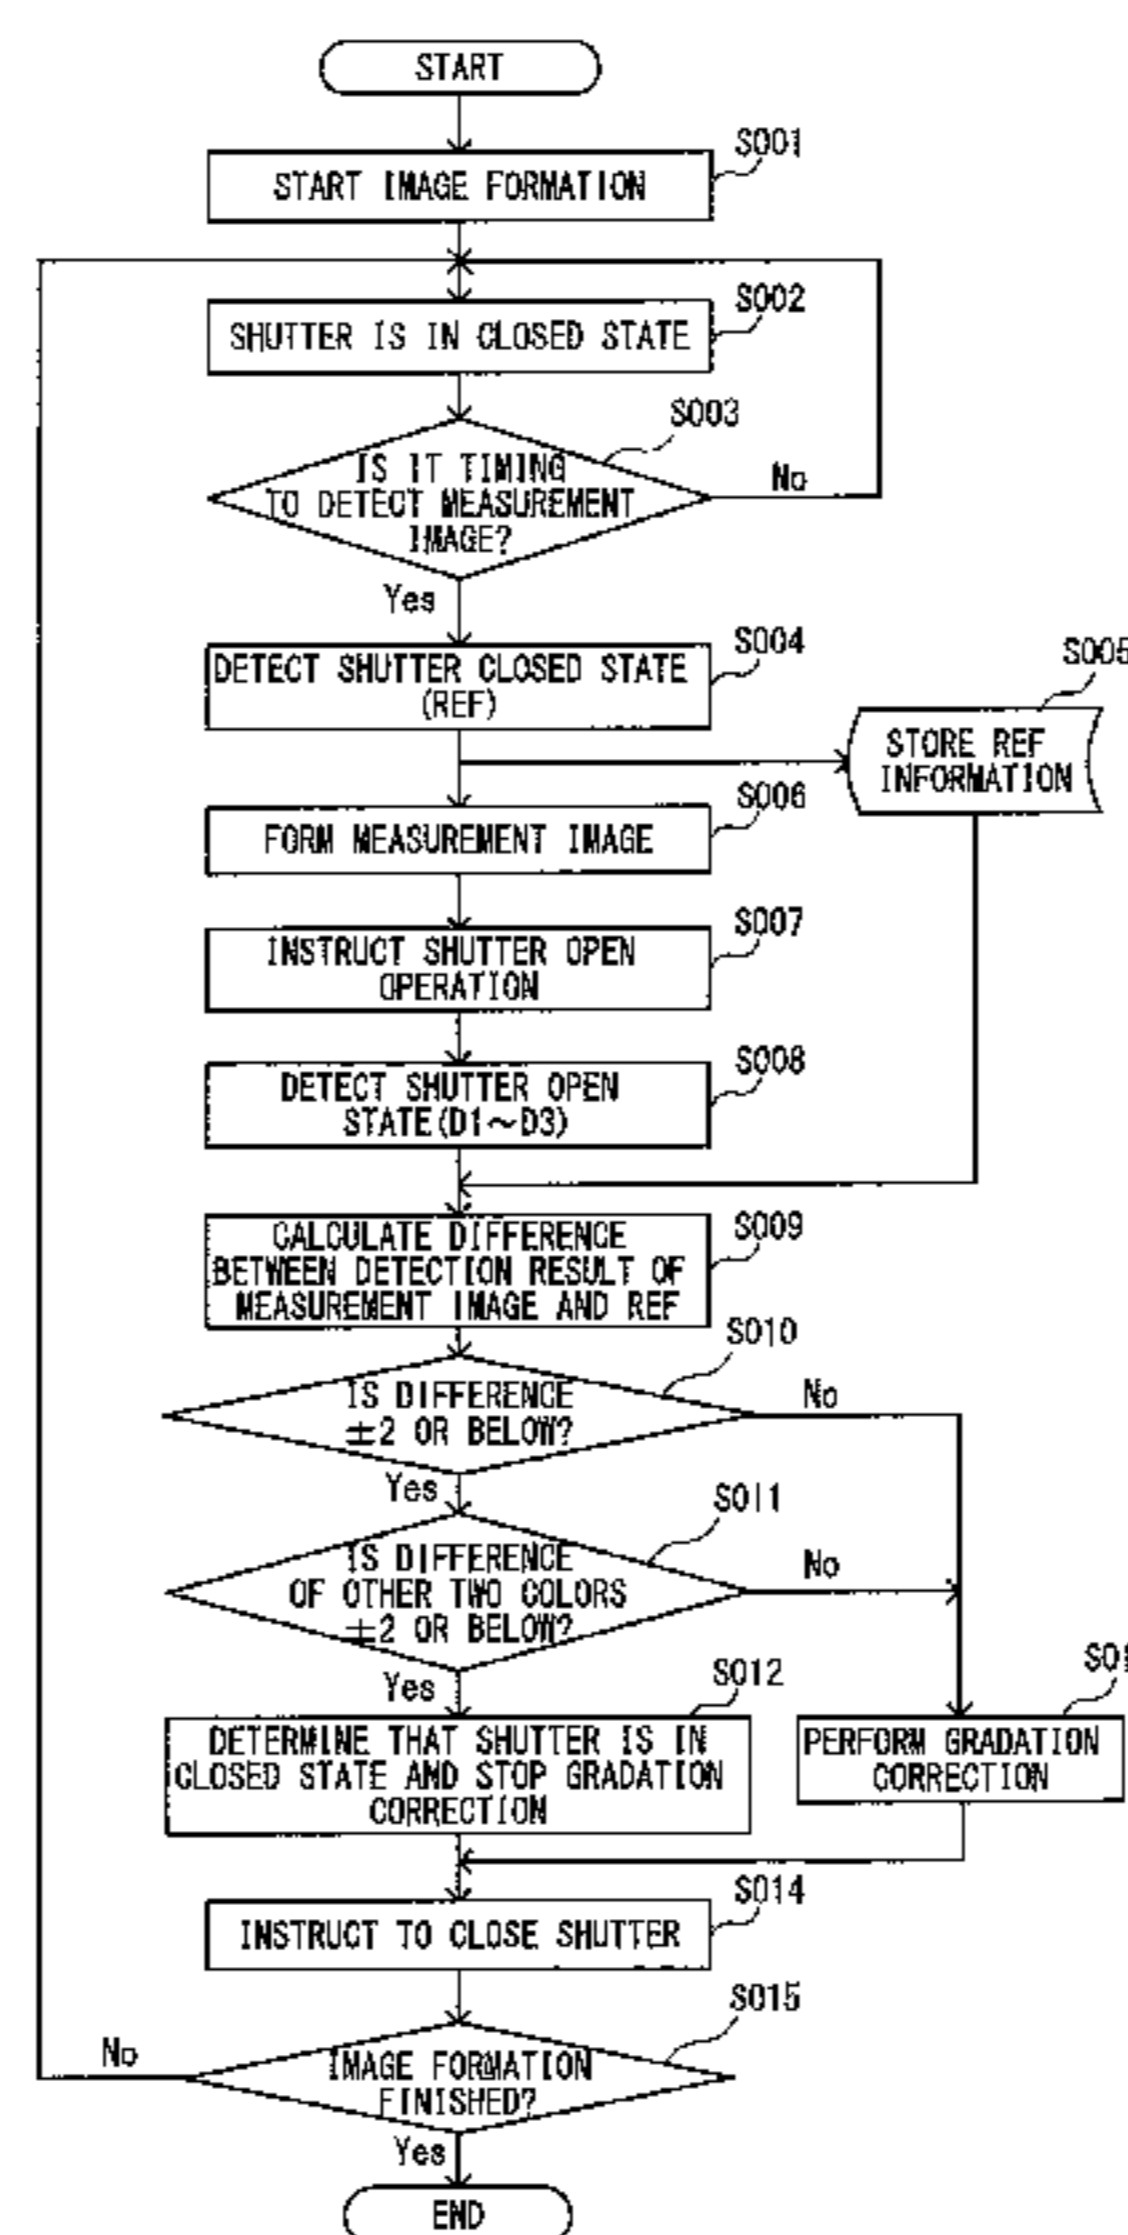 START
S001
START IMAGE FORMATION
S002
SHUTTER IS IN CLOSED STATE
S003
IS IT TIMING
TO DETECT MEASUREMENT
IMAGE?
No
Yes
S004
DETECT SHUTTER CLOSED STATE
(REF)
S005
STORE REF
INFORMATION
S006
FORM MEASUREMENT IMAGE
S007
INSTRUCT SHUTTER OPEN
OPERATION
S008
DETECT SHUTTER OPEN
STATE(D1~D3)
S009
CALCULATE DIFFERENCE
BETWEEN DETECTION RESULT OF
MEASUREMENT IMAGE AND REF
S010
IS DIFFERENCE
±2 OR BELOW?
No
Yes
S011
IS DIFFERENCE
OF OTHER TWO COLORS
±2 OR BELOW?
No
Yes
S012
DETERMINE THAT SHUTTER IS IN
CLOSED STATE AND STOP GRADATION
CORRECTION
PERFORM GRADATION
CORRECTION
S014
INSTRUCT TO CLOSE SHUTTER
S015
IMAGE FORMATION
FINISHED?
No
Yes
END